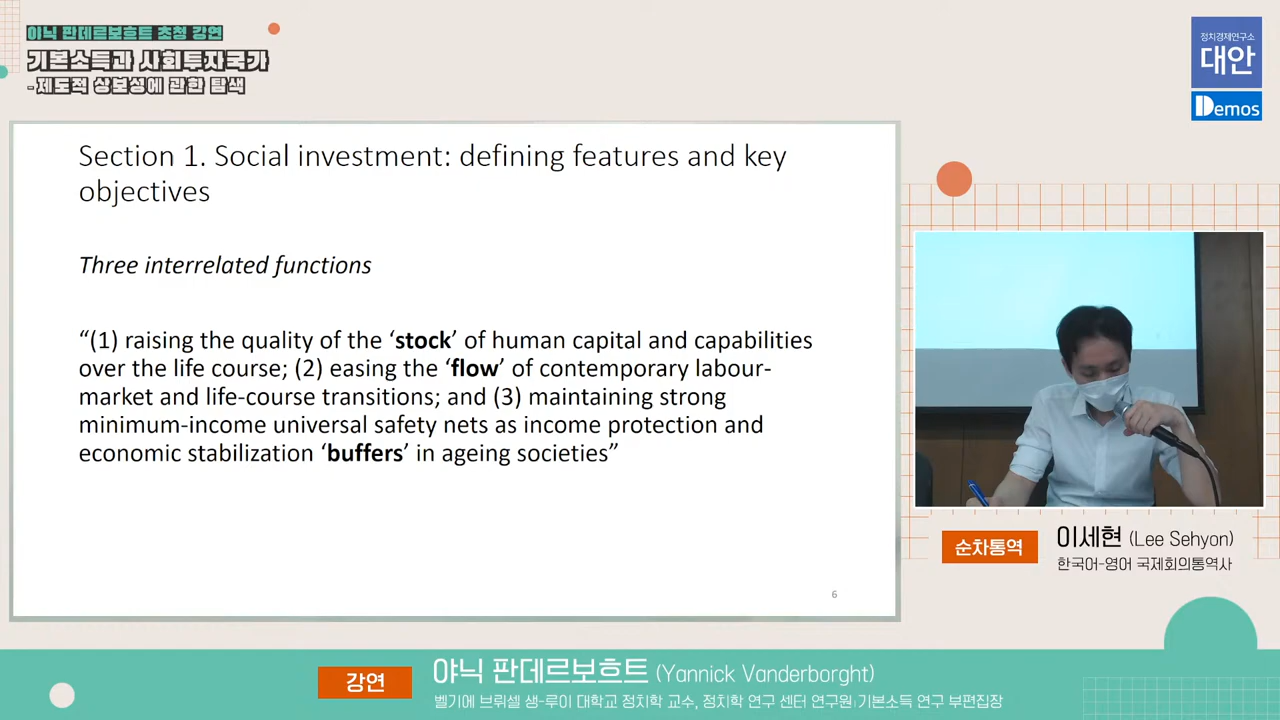 야닉 판데르보흐트 초청 강연
기본소득과 사회투자국가
- 제도적 상보성에 관한 탐색
정치경제연구소
대안
Demos
Section 1. Social investment: defining features and key
objectives
Three interrelated functions
“(1) raising the quality of the ‘stock’ of human capital and capabilities
over the life course; (2) easing the ‘flow’ of contemporary labour-
market and life-course transitions; and (3) maintaining strong
minimum-income universal safety nets as income protection and
economic stabilization ‘buffers’ in ageing societies”
6
순차통역
이세현 (Lee Sehyon)
한국어-영어 국제회의통역사
강연
야닉 판데르보흐트 (Yannick Vanderborght)
벨기에 브뤼셀 생-루이 대학교 정치학 교수, 정치학 연구 센터 연구원, 기본소득 연구 부편집장